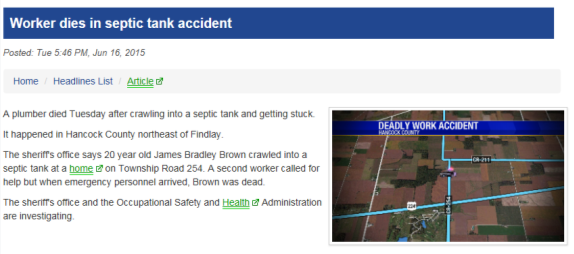 Worker dies in septic tank accident
Posted: Tue 5:46 PM, Jun 16, 2015
Home / Headlines List / Article
A plumber died Tuesday after crawling into a septic tank and getting stuck.
It happened in Hancock County northeast of Findlay.
The sheriff's office says 20 year old James Bradley Brown crawled into a
septic tank at a home on Township Road 254. A second worker called for
help but when emergency personnel arrived, Brown was dead.
The sheriff's office and the Occupational Safety and Health Administration
are investigating.
DEADLY WORK ACCIDENT
HANCOCK COUNTY
CR-211